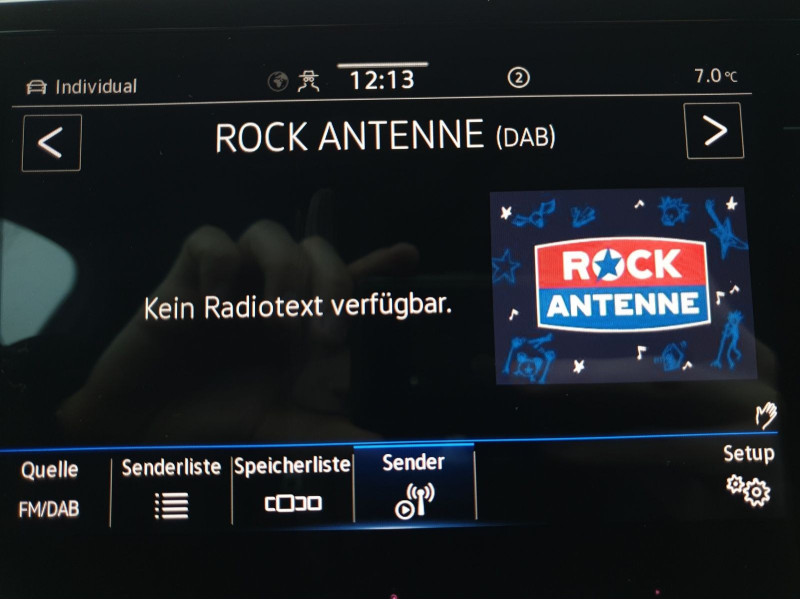 Individual 12:13 2 7.0°C
< ROCK ANTENNE (DAB) >
ROCK
ANTENNE
Kein Radiotext verfügbar.
Quelle Senderliste Speicherliste Sender Setup
FM/DAB